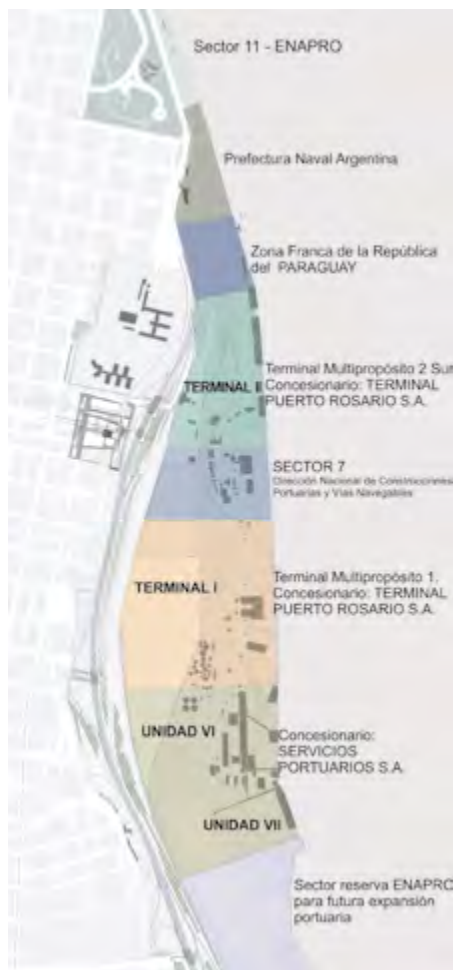 Sector 11 - ENAPRO
Prefectura Naval Argentina
Zona Franca de la República
del PARAGUAY
TERMINAL II
Terminal Multipropósito 2 Sur
Concesionario: TERMINAL
PUERTO ROSARIO S.A.
SECTOR 7
Dirección Nacional de Construcciones
Portuarias y Vías Navegables
TERMINAL I
Terminal Multipropósito 1.
Concesionario: TERMINAL
PUERTO ROSARIO S.A.
UNIDAD VI
Concesionario:
SERVICIOS
PORTUARIOS S.A.
UNIDAD VII
Sector reserva ENAPRO
para futura expansión
portuaria